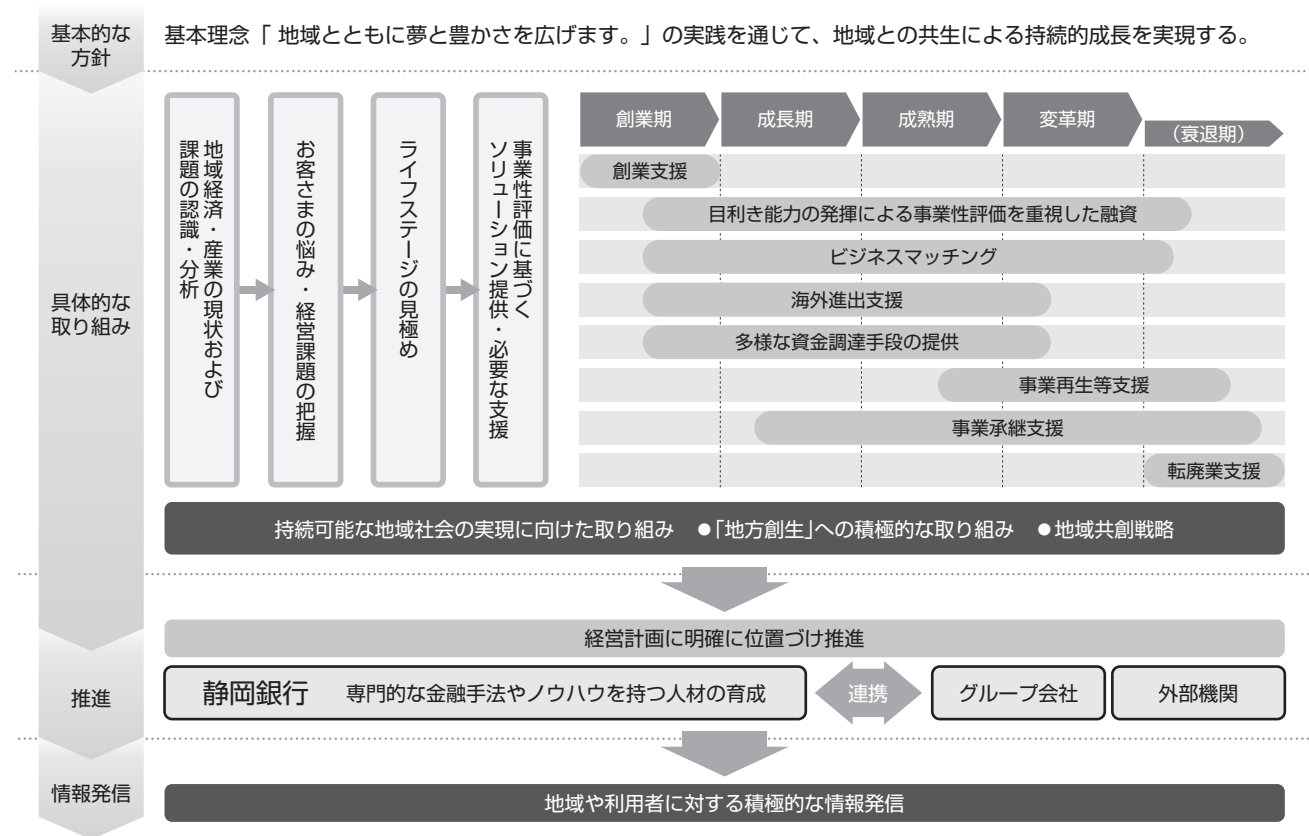 基本的な
方針
基本理念「 地域とともに夢と豊かさを広げます。」の実践を通じて、地域との共生による持続的成長を実現する。
具体的な
取り組み
地域経済・産業の現状および
課題の認識・分析
お客さまの悩み・経営課題の把握
ライフステージの見極め
事業性評価に基づく
ソリューション提供・必要な支援
創業期
成長期
成熟期
変革期
（衰退期）
創業支援
目利き能力の発揮による事業性評価を重視した融資
ビジネスマッチング
海外進出支援
多様な資金調達手段の提供
事業再生等支援
事業承継支援
転廃業支援
持続可能な地域社会の実現に向けた取り組み ●「地方創生」への積極的な取り組み ●地域共創戦略
推進
経営計画に明確に位置づけ推進
静岡銀行 専門的な金融手法やノウハウを持つ人材の育成
連携
グループ会社
外部機関
情報発信
地域や利用者に対する積極的な情報発信